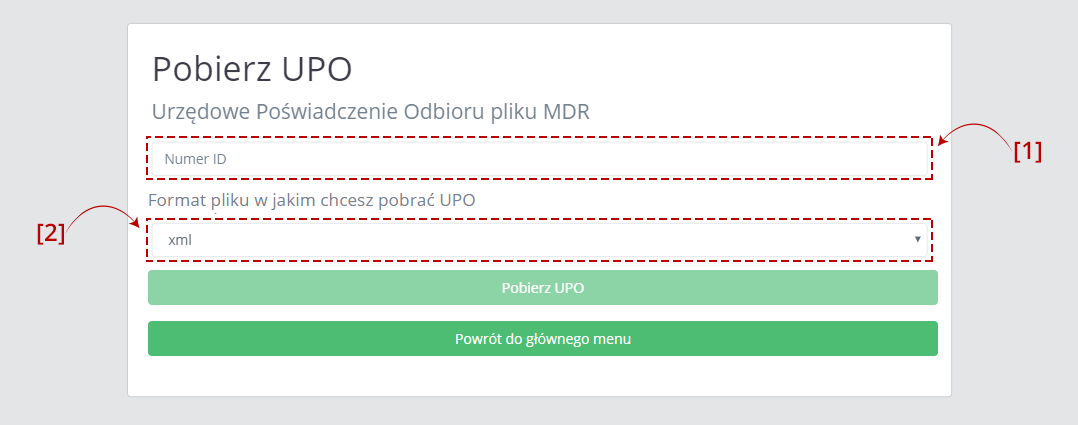 Pobierz UPO
Urzędowe Poświadczenie Odbioru pliku MDR
Numer ID
[1]
Format pliku w jakim chcesz pobrać UPO
[2]
xml
Pobierz UPO
Powrót do głównego menu